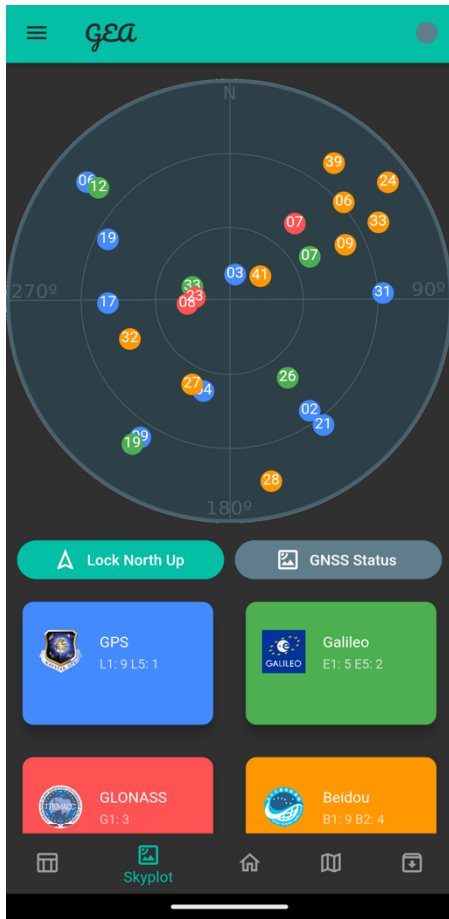 GEA
N
39
06
12
24
06
07
33
19
09
07
03
41
33
270º
31
90º
23
08
17
32
26
27
04
02
21
09
19
28
180º
Lock North Up
GNSS Status
GPS
L1: 9 L5: 1
Galileo
E1: 5 E5: 2
GALILEO
GLONASS
G1: 3
Beidou
B1: 9 B2: 4
Skyplot